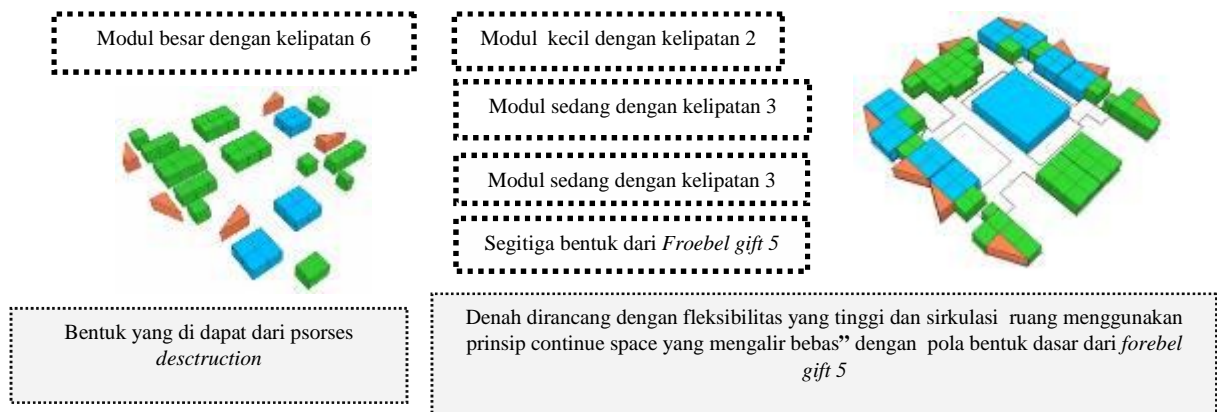 Modul besar dengan kelipatan 6
Modul kecil dengan kelipatan 2
Modul sedang dengan kelipatan 3
Modul sedang dengan kelipatan 3
Segitiga bentuk dari Froebel gift 5
Bentuk yang di dapat dari psorses
desctruction
Denah dirancang dengan fleksibilitas yang tinggi dan sirkulasi ruang menggunakan
prinsip continue space yang mengalir bebas” dengan pola bentuk dasar dari forebel
gift 5